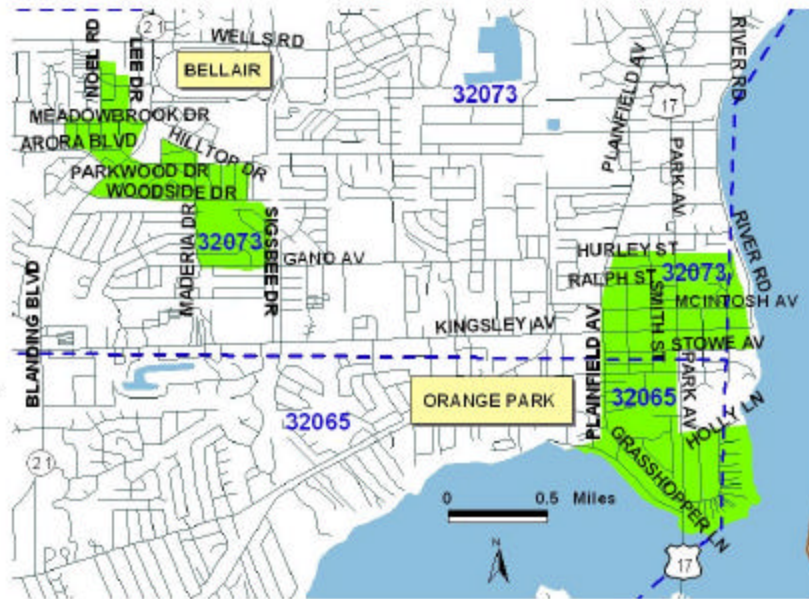 21
WELLS RD
NOEL RD
LEE DR
BELLAIR
32073
PLAINFIELD AV
17
RIVER RD
MEADOWBROOK DR
ARORA BLVD
HILLTOP DR
PARK AV
PARKWOOD DR
WOODSIDE DR
32073
MADERIA DR
SIGSBEE DR
GANO AV
HURLEY ST
32073
RIVER RD
RALPH ST
SMITH ST
MCINTOSH AV
BLANDING BLVD
KINGSLEY AV
PLAINFIELD AV
STOWE AV
PARK AV
32065
ORANGE PARK
32065
HOLLY LN
GRASSHOPPER LN
21
0 0.5 Miles
N
17